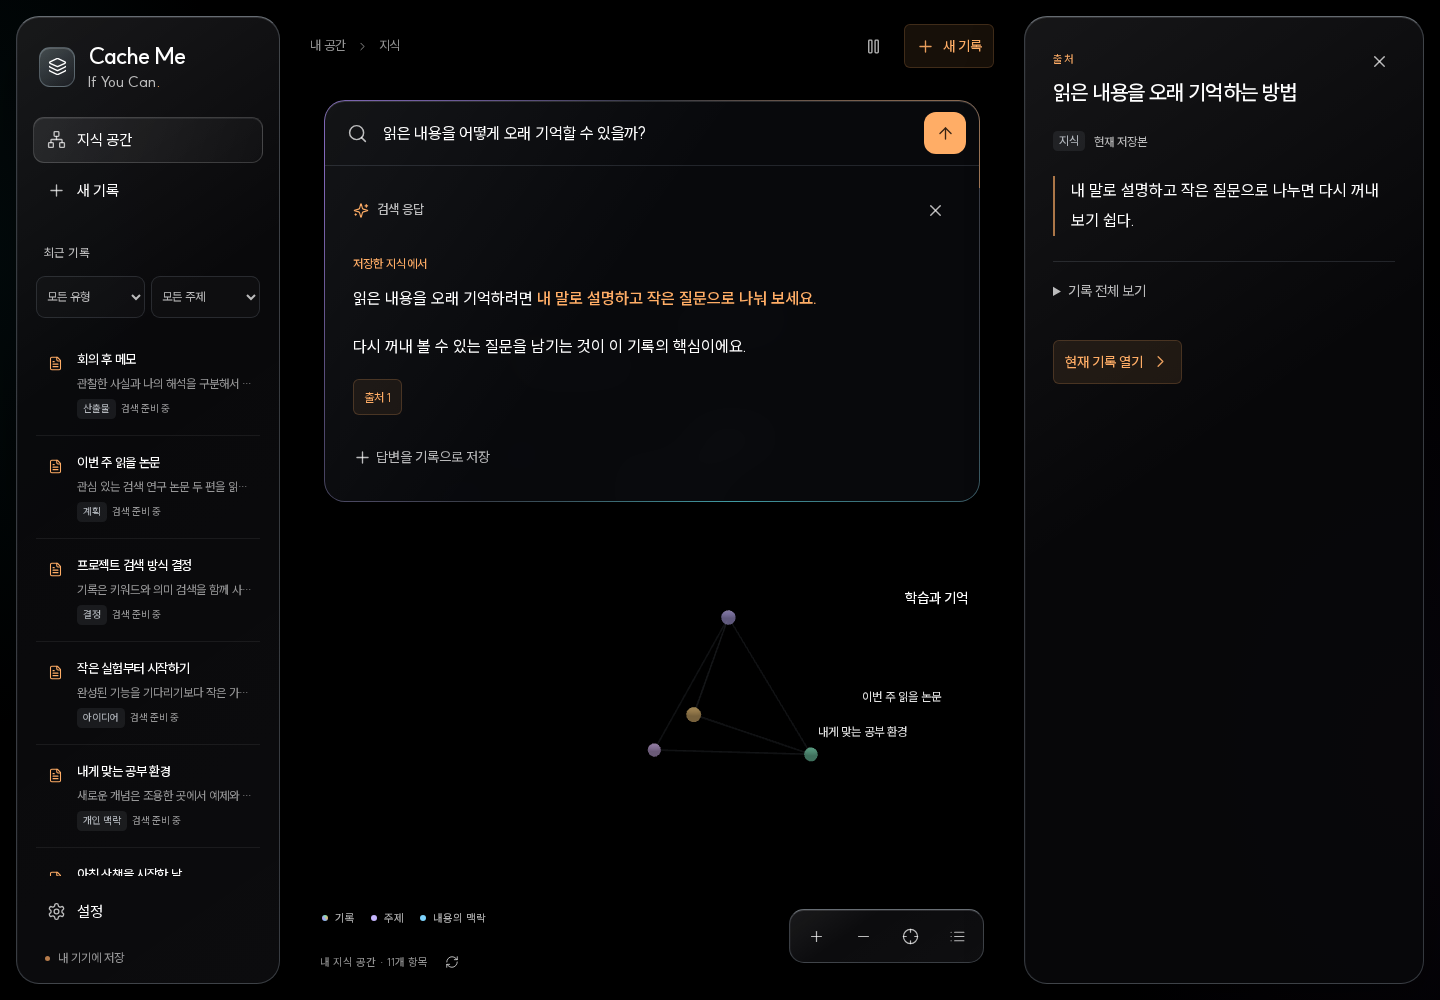 Cache Me
If You Can.
지식 공간
새 기록
최근 기록
모든 유형
모든 주제
회의 후 메모
관찰한 사실과 나의 해석을 구분해서 ...
산출물 검색 준비 중
이번 주 읽을 논문
관심 있는 검색 연구 논문 두 편을 읽...
계획 검색 준비 중
프로젝트 검색 방식 결정
기록은 키워드와 의미 검색을 함께 사...
결정 검색 준비 중
작은 실험부터 시작하기
완성된 기능을 기다리기보다 작은 가...
아이디어 검색 준비 중
내게 맞는 공부 환경
새로운 개념은 조용한 곳에서 예제와 ...
개인 맥락 검색 준비 중
아침 산책을 시작한 날
설정
내 기기에 저장
내 공간 > 지식
새 기록
읽은 내용을 어떻게 오래 기억할 수 있을까?
검색 응답
저장한 지식에서
읽은 내용을 오래 기억하려면 내 말로 설명하고 작은 질문으로 나눠 보세요.
다시 꺼내 볼 수 있는 질문을 남기는 것이 이 기록의 핵심이에요.
출처 1
답변을 기록으로 저장
학습과 기억
이번 주 읽을 논문
내게 맞는 공부 환경
기록 주제 내용의 맥락
내 지식 공간 · 11개 항목
출처
읽은 내용을 오래 기억하는 방법
지식 현재 저장본
내 말로 설명하고 작은 질문으로 나누면 다시 꺼내
보기 쉽다.
기록 전체 보기
현재 기록 열기